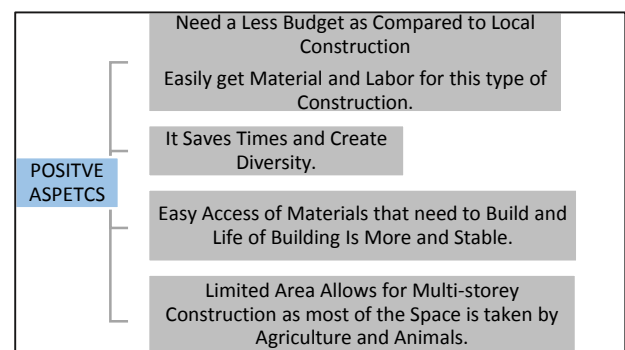 Need a Less Budget as Compared to Local
Construction
Easily get Material and Labor for this type of
Construction.
It Saves Times and Create
Diversity.
POSITVE
ASPETCS
Easy Access of Materials that need to Build and
Life of Building Is More and Stable.
Limited Area Allows for Multi-storey
Construction as most of the Space is taken by
Agriculture and Animals.